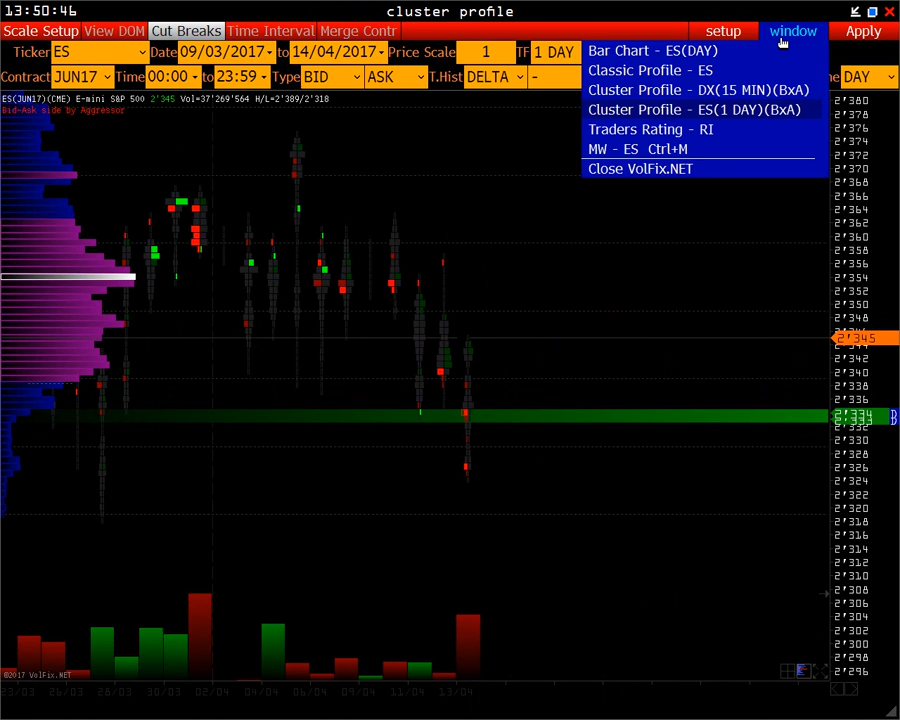 13:50:46 cluster profile
Scale Setup View DOM Cut Breaks Time Interval Merge Contr setup window Apply
Ticker ES Date 09/03/2017 to 14/04/2017 Price Scale 1 TF 1 DAY
Contract JUN17 Time 00:00 to 23:59 Type BID ASK T.Hist DELTA - DAY
Bar Chart - ES(DAY)
Classic Profile - ES
Cluster Profile - DX(15 MIN)(BxA)
Cluster Profile - ES(1 DAY)(BxA)
Traders Rating - RI
MW - ES Ctrl+M
Close VolFix.NET
ES(JUN17)(CME) E-mini S&P 500 2'345 Vol=37'269'564 H/L=2'389/2'318
Bid-Ask side by Aggressor
2'380
2'378
2'376
2'374
2'372
2'370
2'368
2'366
2'364
2'362
2'360
2'358
2'356
2'354
2'352
2'350
2'348
2'345
2'342
2'340
2'338
2'336
2'334 D
2'333 D
2'332
2'330
2'328
2'326
2'324
2'322
2'320
2'318
2'316
2'314
2'312
2'310
2'308
2'306
2'304
2'302
2'300
2'298
2'296
©2017 VolFix.NET
23/03 26/03 28/03 30/03 02/04 04/04 06/04 09/04 11/04 13/04